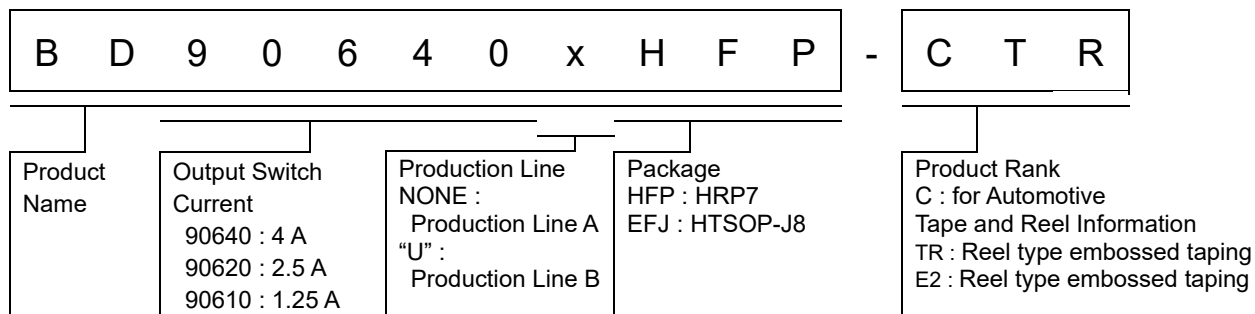 B D 9 0 6 4 0 x H F P - C T R
Product
Name
Output Switch
Current
90640 : 4 A
90620 : 2.5 A
90610 : 1.25 A
Production Line
NONE :
Production Line A
“U” :
Production Line B
Package
HFP : HRP7
EFJ : HTSOP-J8
Product Rank
C : for Automotive
Tape and Reel Information
TR : Reel type embossed taping
E2 : Reel type embossed taping